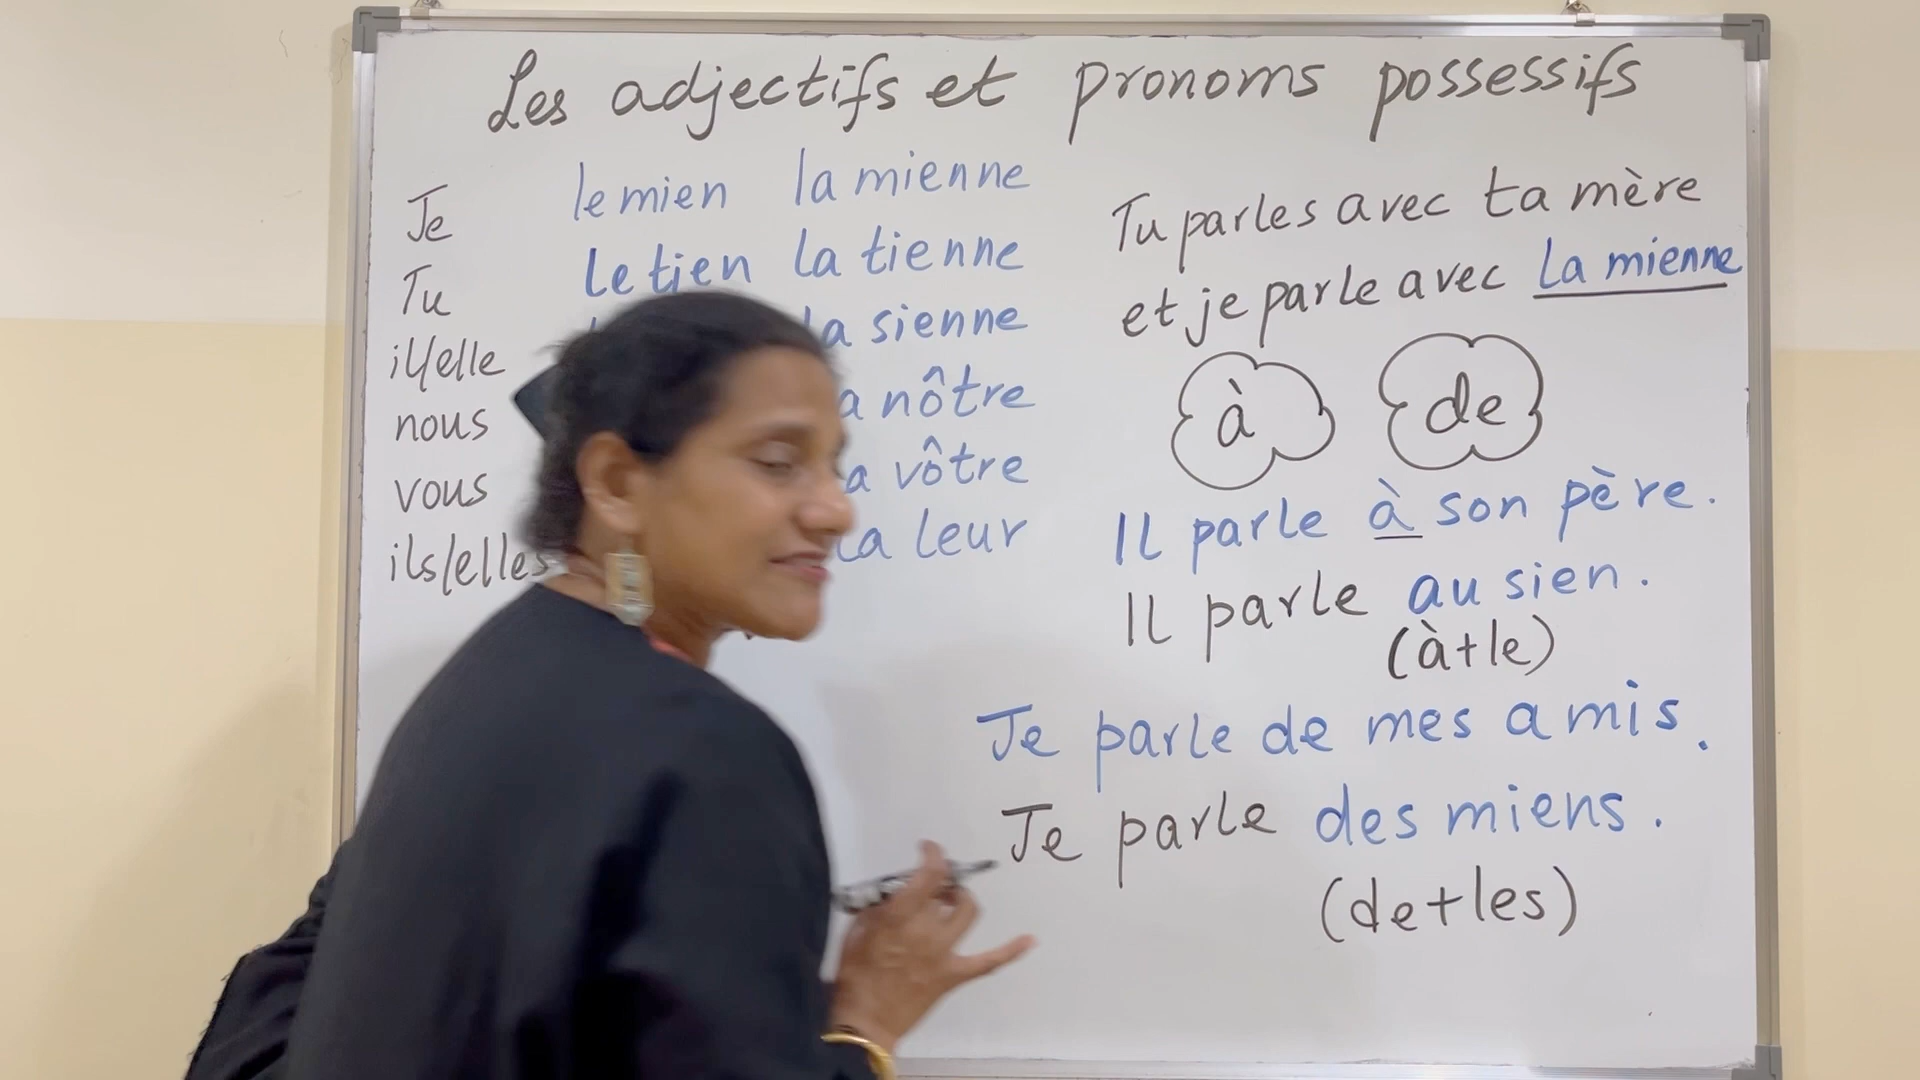 Les adjectifs et pronoms possessifs
Je le mien la mienne
Tu le tien la tienne
il/elle la sienne
nous nôtre
vous vôtre
ils/elles la leur
Tu parles avec ta mère
et je parle avec la mienne
à de
Il parle à son père.
Il parle au sien.
(à+le)
Je parle de mes amis.
Je parle des miens.
(de+les)